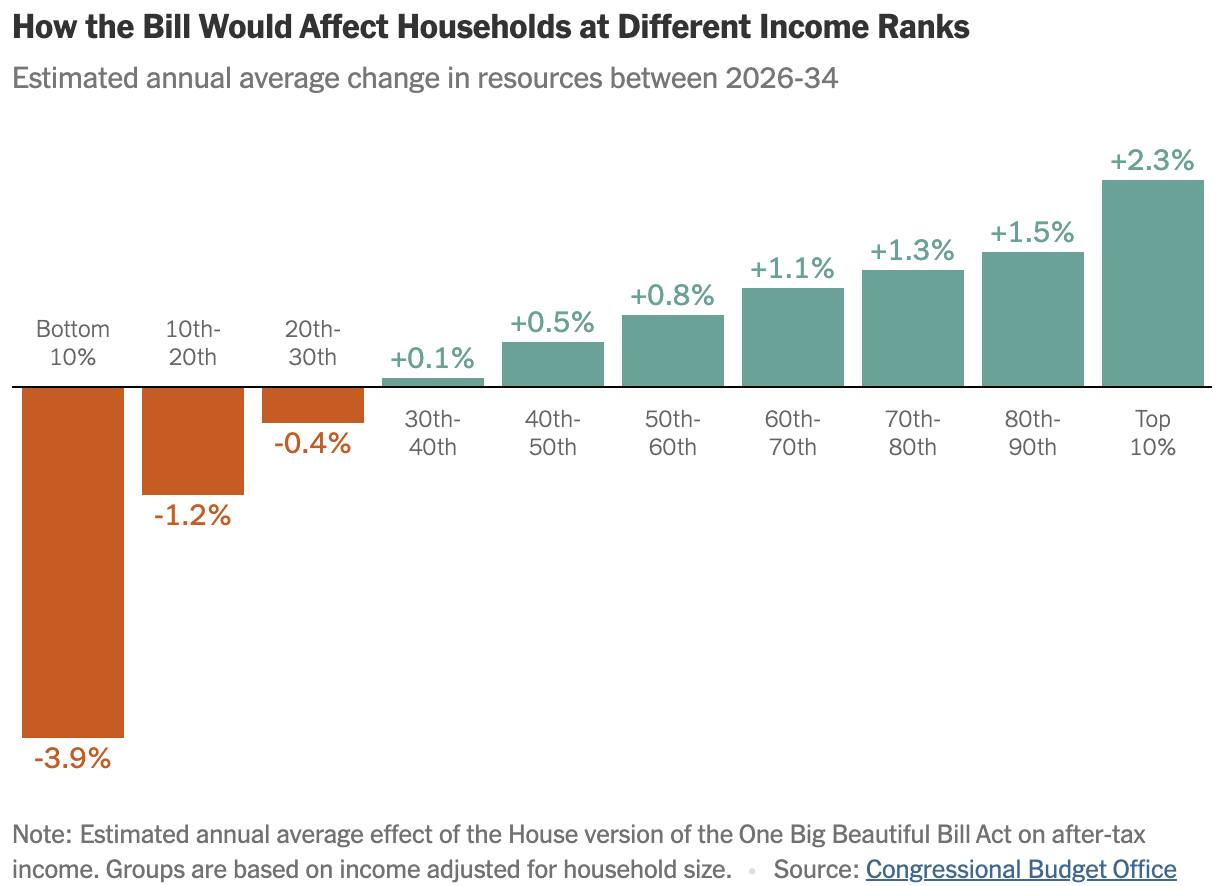 How the Bill Would Affect Households at Different Income Ranks
Estimated annual average change in resources between 2026-34
+2.3%
+1.5%
+1.3%
+1.1%
+0.8%
+0.5%
+0.1%
Bottom
10%
10th-
20th
20th-
30th
30th-
40th
40th-
50th
50th-
60th
60th-
70th
70th-
80th
80th-
90th
Top
10%
-0.4%
-1.2%
-3.9%
Note: Estimated annual average effect of the House version of the One Big Beautiful Bill Act on after-tax
income. Groups are based on income adjusted for household size. • Source: Congressional Budget Office